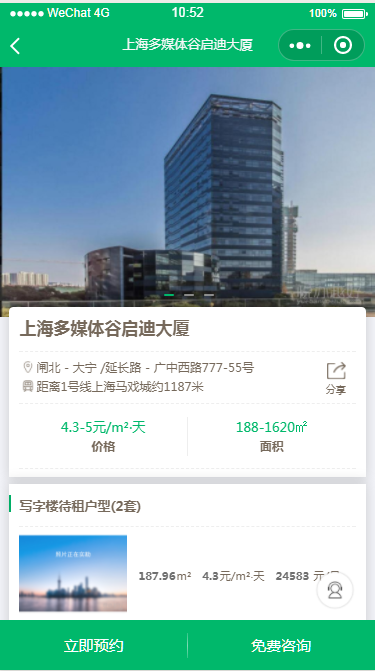 WeChat 4G 10:52 100%
上海多媒体谷启迪大厦
上海多媒体谷启迪大厦
闸北 - 大宁 /延长路 - 广中西路777-55号
距离1号线上海马戏城约1187米
分享
4.3-5元/m²·天 188-1620㎡
价格 面积
写字楼待租户型(2套)
187.96m² 4.3元/m²·天 24583 元/月
立即预约 免费咨询